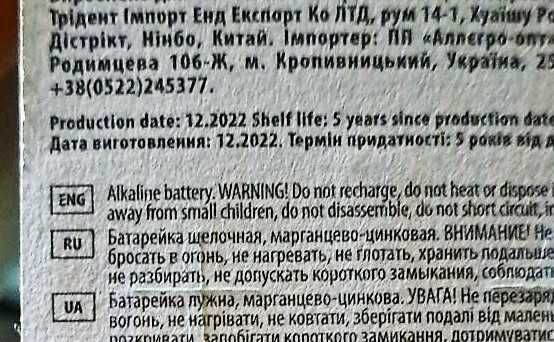 Трідент Імпорт Енд Експорт Ко ЛТД, рум 14-1, Хуайшу
Дістрікт, Нінбо, Китай. Імпортер: ПП «Аллегро-опт
Родимцева 106-Ж, м. Кропивницький, Україна, 25
+38(0522)245377.
Production date: 12.2022 Shelf life: 5 years since production date
Дата виготовлення: 12.2022. Термін придатності: 5 років від
ENG Alkaline battery. WARNING! Do not recharge, do not heat or dispose
away from small children, do not disassemble, do not short circuit,
RU Батарейка щелочная, марганцево-цинковая. ВНИМАНИЕ! Не
бросать в огонь, не нагревать, не глотать, хранить подальше
не разбирать, не допускать короткого замыкания, соблюдат
UA Батарейка лужна, марганцево-цинкова. УВАГА! Не перезаря
вогонь, не нагрівати, не ковтати, зберігати подалі від мален
розкривати, запобігати короткого замикання, дотримуватис